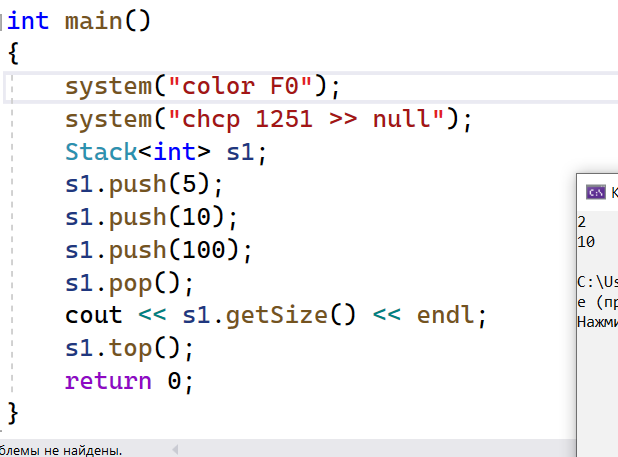 int main()
{
system("color F0");
system("chcp 1251 >> null");
Stack<int> s1;
s1.push(5);
s1.push(10);
s1.push(100);
s1.pop();
cout << s1.getSize() << endl;
s1.top();
return 0;
}
2
10
C:\Us
е (пр
Нажми
блемы не найдены.